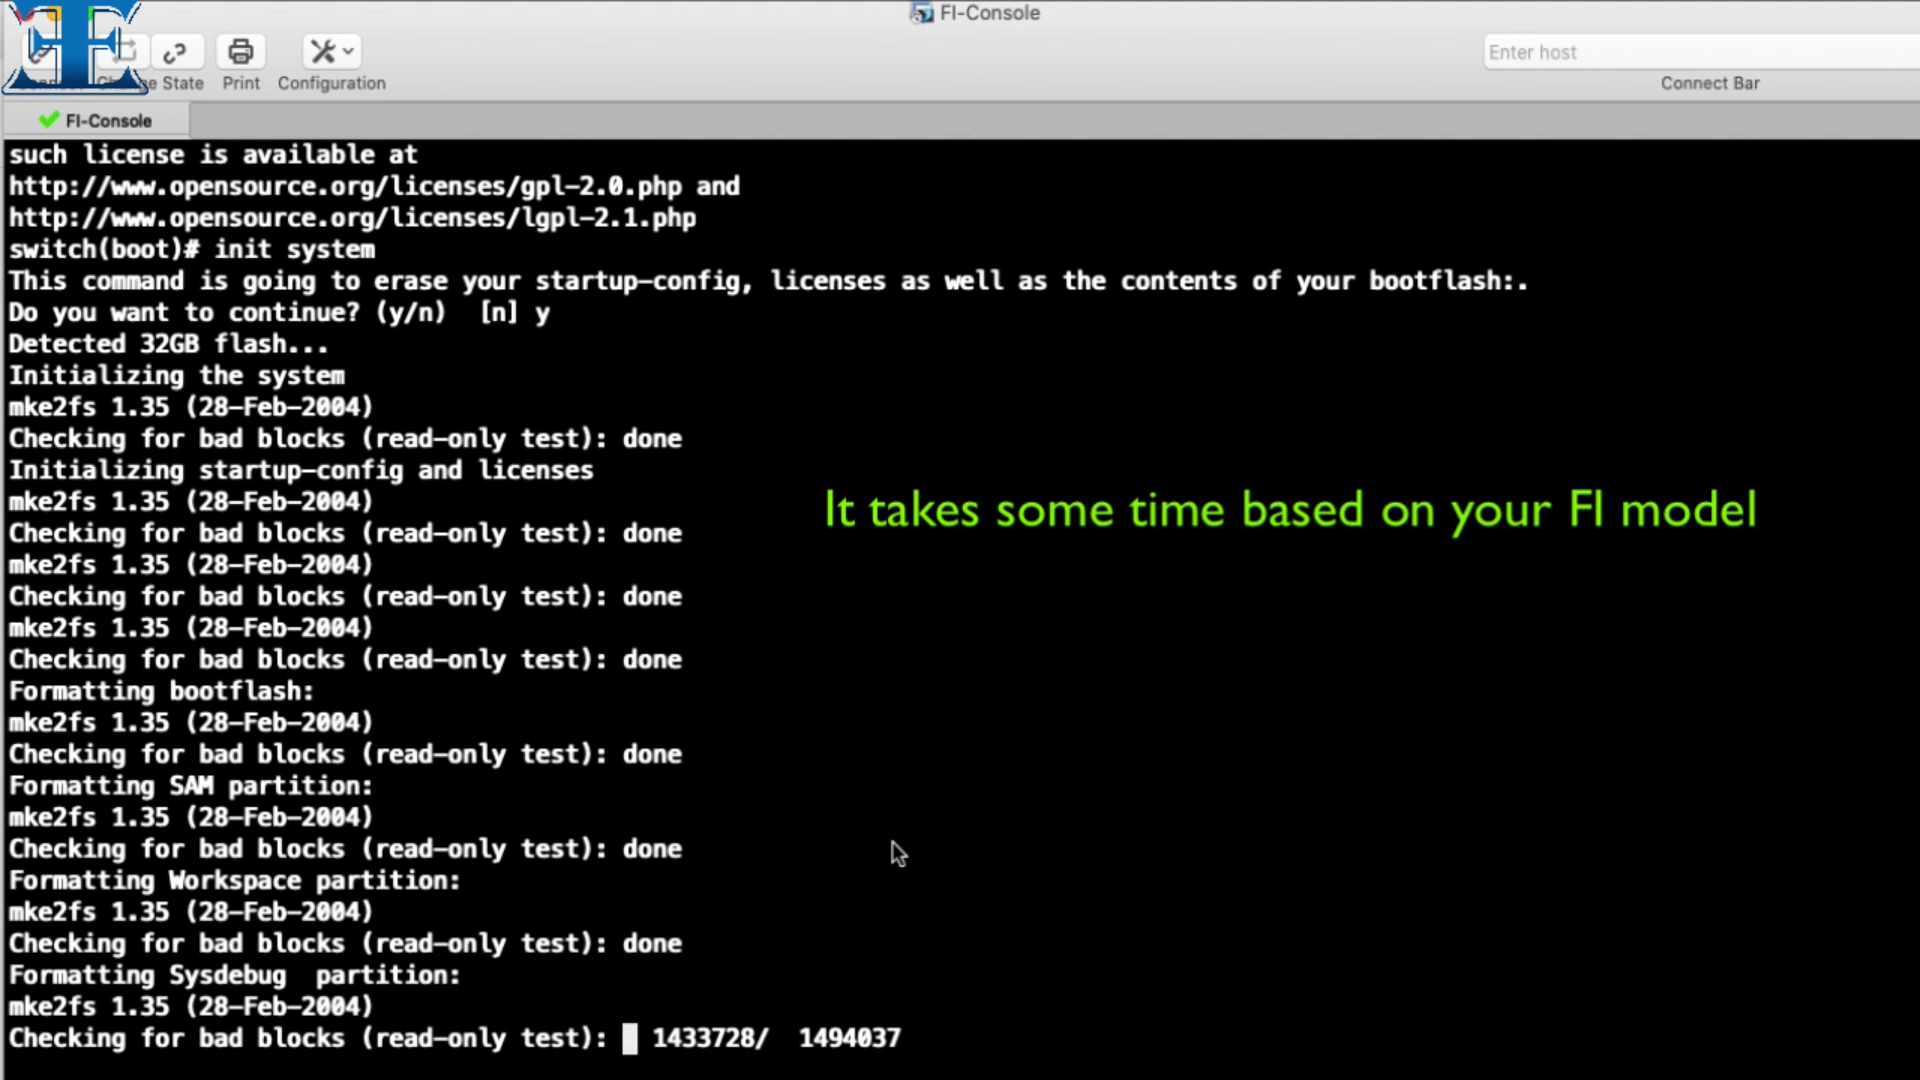 FI-Console
Change State
Print
Configuration
Enter host
Connect Bar
FI-Console
such license is available at
http://www.opensource.org/licenses/gpl-2.0.php and
http://www.opensource.org/licenses/lgpl-2.1.php
switch(boot)# init system
This command is going to erase your startup-config, licenses as well as the contents of your bootflash:.
Do you want to continue? (y/n)  [n] y
Detected 32GB flash...
Initializing the system
mke2fs 1.35 (28-Feb-2004)
Checking for bad blocks (read-only test): done
Initializing startup-config and licenses
mke2fs 1.35 (28-Feb-2004)
It takes some time based on your FI model
Checking for bad blocks (read-only test): done
mke2fs 1.35 (28-Feb-2004)
Checking for bad blocks (read-only test): done
mke2fs 1.35 (28-Feb-2004)
Checking for bad blocks (read-only test): done
Formatting bootflash:
mke2fs 1.35 (28-Feb-2004)
Checking for bad blocks (read-only test): done
Formatting SAM partition:
mke2fs 1.35 (28-Feb-2004)
Checking for bad blocks (read-only test): done
Formatting Workspace partition:
mke2fs 1.35 (28-Feb-2004)
Checking for bad blocks (read-only test): done
Formatting Sysdebug  partition:
mke2fs 1.35 (28-Feb-2004)
Checking for bad blocks (read-only test):  1433728/  1494037